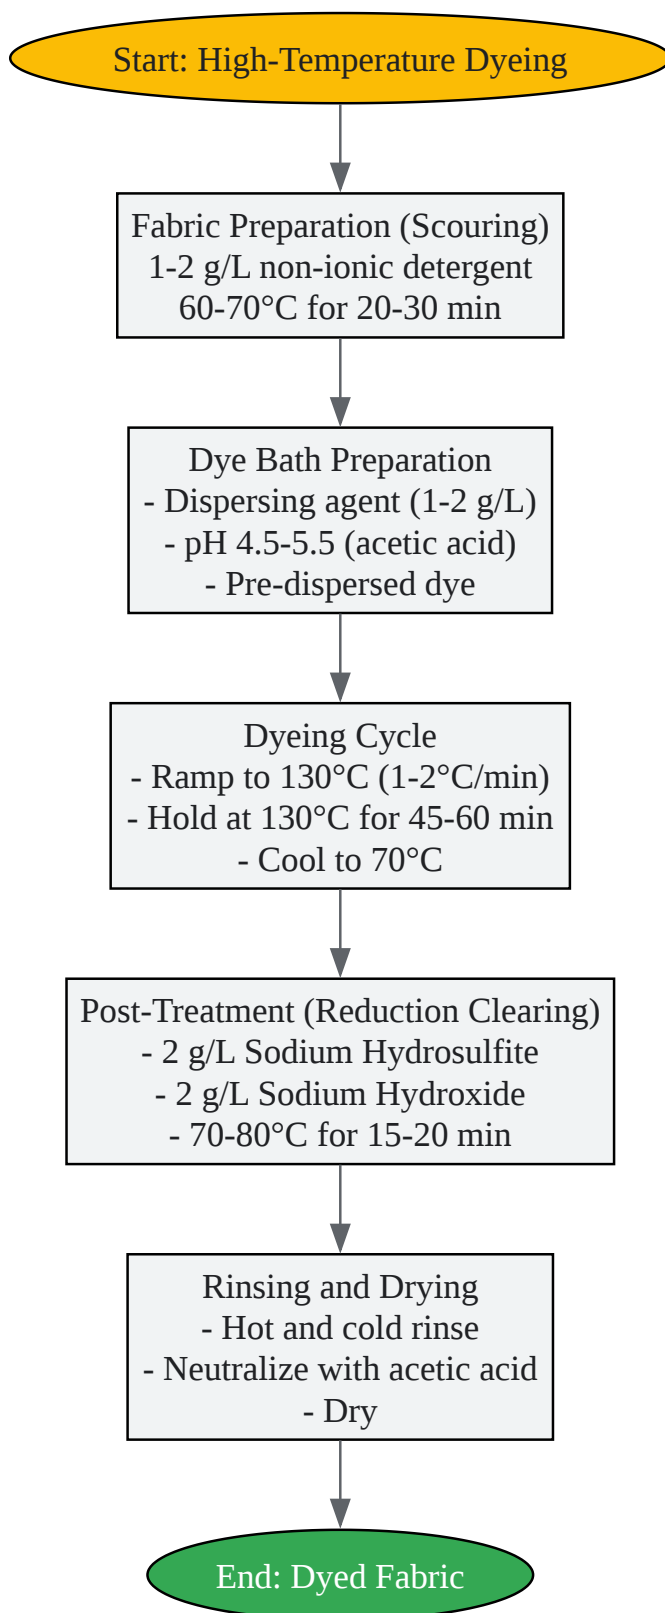 Start: High-Temperature Dyeing
Fabric Preparation (Scouring)
1-2 g/L non-ionic detergent
60-70°C for 20-30 min
Dye Bath Preparation
- Dispersing agent (1-2 g/L)
- pH 4.5-5.5 (acetic acid)
- Pre-dispersed dye
Dyeing Cycle
- Ramp to 130°C (1-2°C/min)
- Hold at 130°C for 45-60 min
- Cool to 70°C
Post-Treatment (Reduction Clearing)
- 2 g/L Sodium Hydrosulfite
- 2 g/L Sodium Hydroxide
- 70-80°C for 15-20 min
Rinsing and Drying
- Hot and cold rinse
- Neutralize with acetic acid
- Dry
End: Dyed Fabric